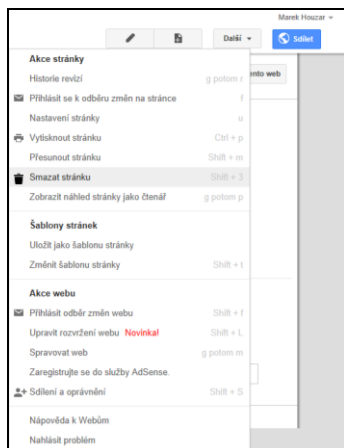 Marek Houzar
Další
Sdílet
ento web
Akce stránky
Historie revizí g potom r
Přihlásit se k odběru změn na stránce f
Nastavení stránky u
Vytisknout stránku Ctrl + p
Přesunout stránku Shift + m
Smazat stránku Shift + 3
Zobrazit náhled stránky jako čtenář g potom p
Šablony stránek
Uložit jako šablonu stránky
Změnit šablonu stránky Shift + t
Akce webu
Přihlásit odběr změn webu Shift + f
Upravit rozvržení webu Novinka! Shift + L
Spravovat web g potom m
Zaregistrujte se do služby AdSense.
Sdílení a oprávnění Shift + S
Nápověda k Webům
Nahlásit problém